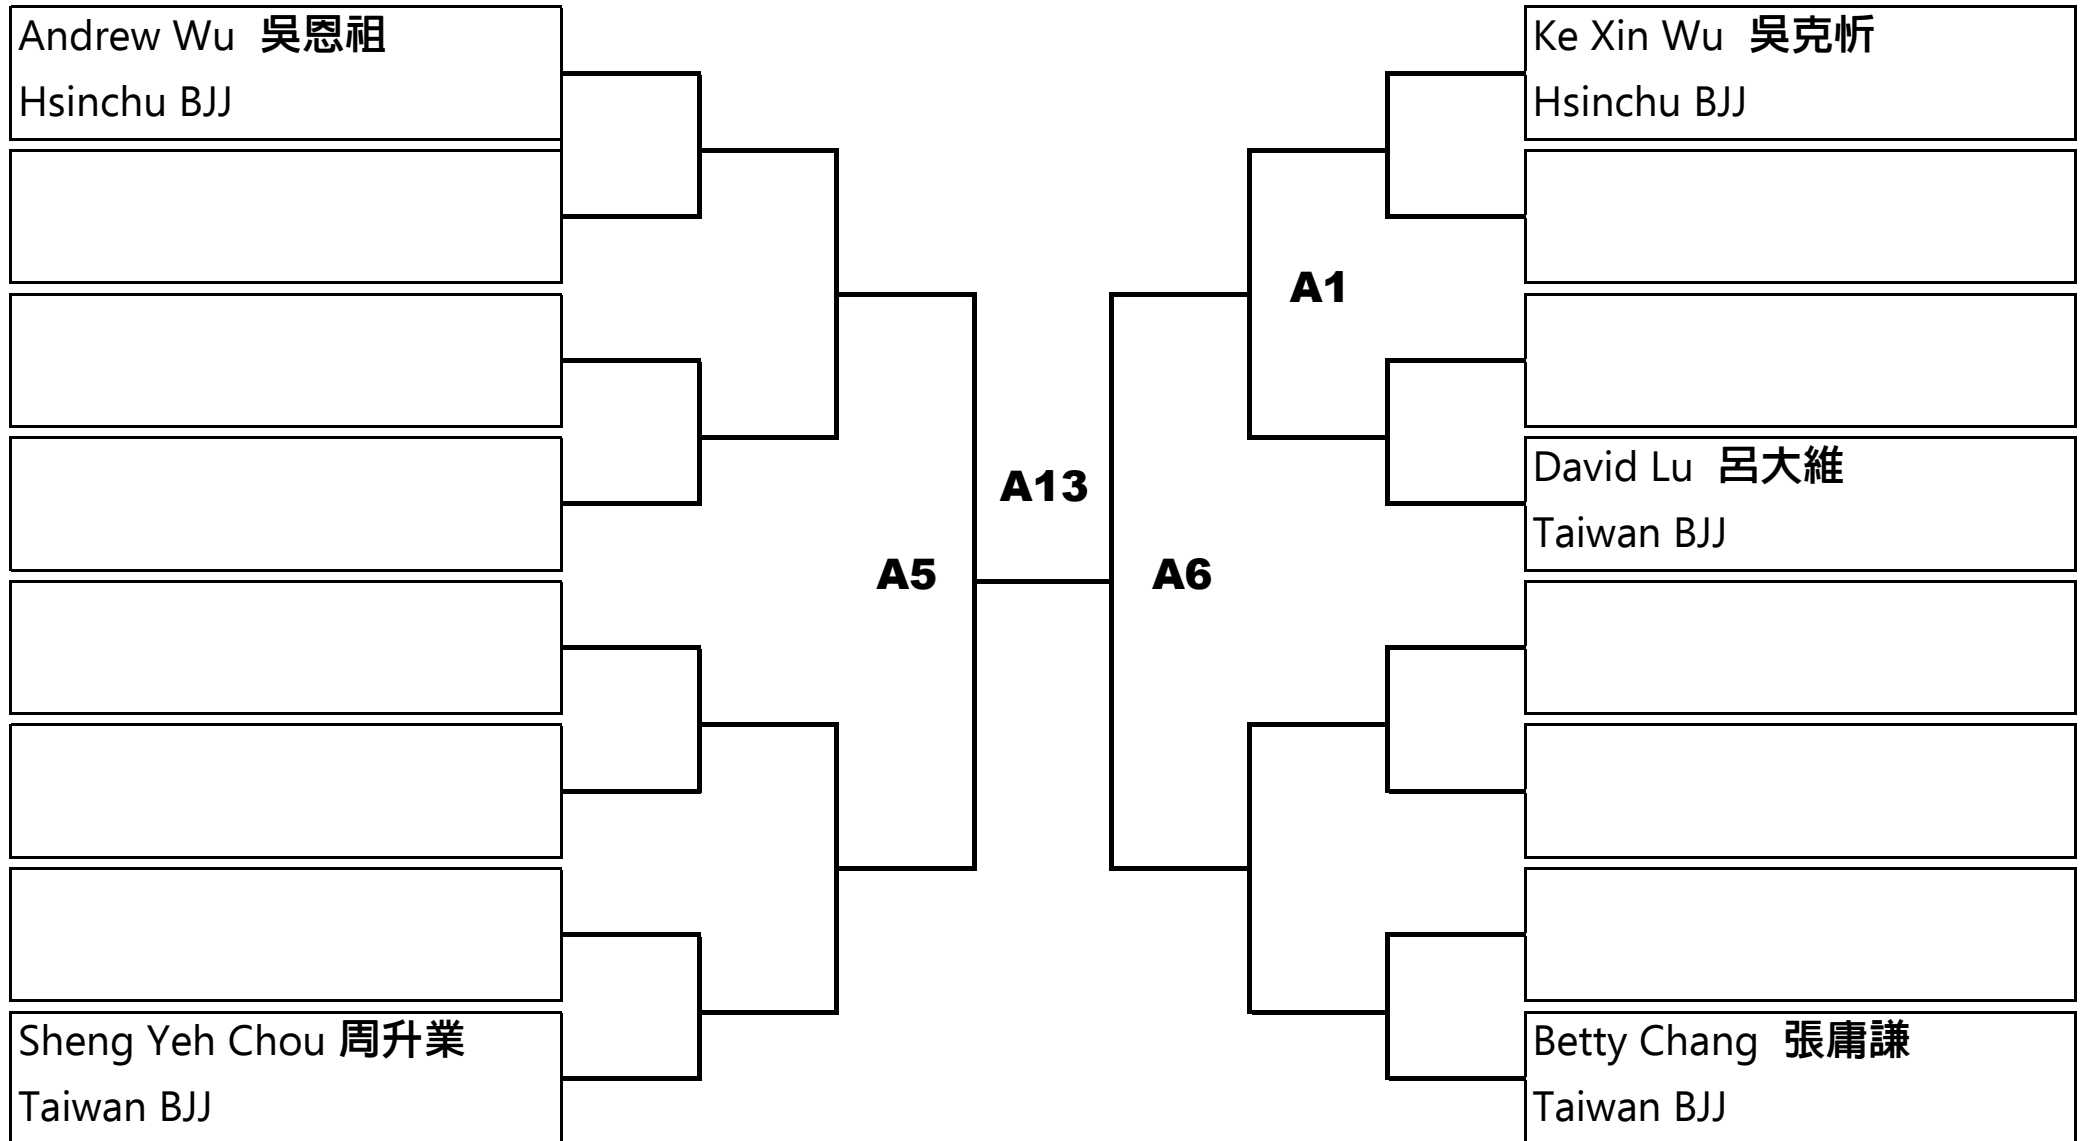 Andrew Wu 吳恩祖
Hsinchu BJJ
Sheng Yeh Chou 周升業
Taiwan BJJ
A5
A13
A6
A1
Ke Xin Wu 吳克忻
Hsinchu BJJ
David Lu 呂大維
Taiwan BJJ
Betty Chang 張庸謙
Taiwan BJJ